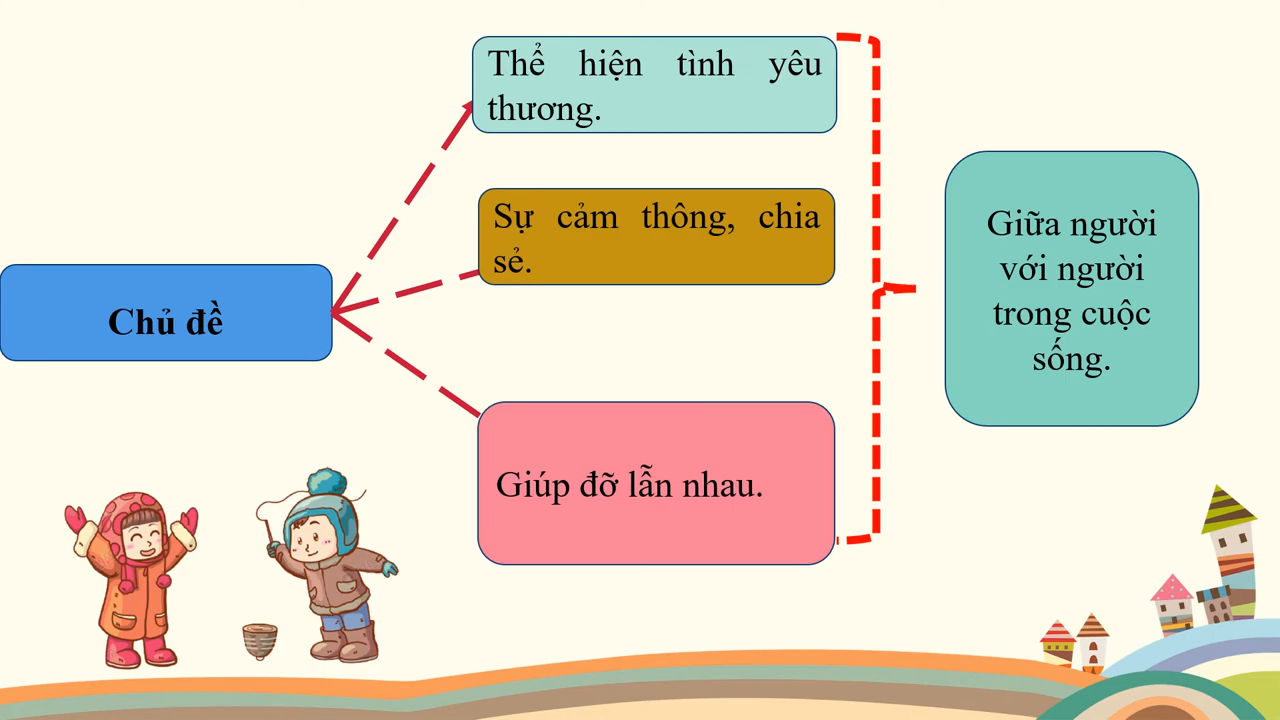 Thể hiện tình yêu
thương.
Sự cảm thông, chia
sẻ.
Chủ đề
Giúp đỡ lẫn nhau.
Giữa người
với người
trong cuộc
sống.